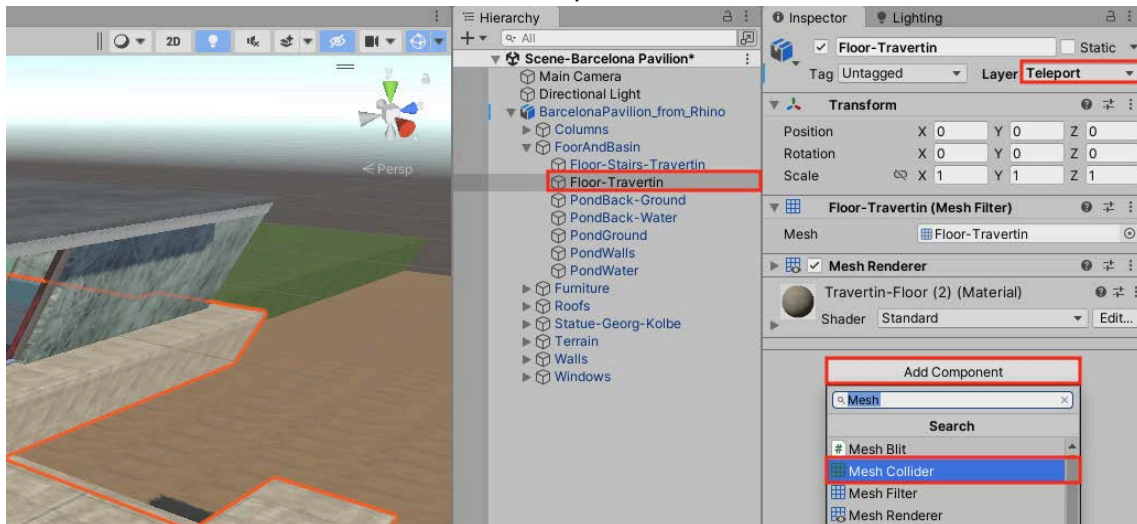 Hierarchy
Inspector
Lighting
2D
All
Floor-Travertin
Static
Scene-Barcelona Pavilion*
Tag Untagged
Layer Teleport
Main Camera
Directional Light
Transform
BarcelonaPavilion_from_Rhino
Position X 0 Y 0 Z 0
Columns
Rotation X 0 Y 0 Z 0
FoorAndBasin
Scale X 1 Y 1 Z 1
Floor-Stairs-Travertin
Floor-Travertin
PondBack-Ground
Floor-Travertin (Mesh Filter)
PondBack-Water
Mesh Floor-Travertin
PondGround
PondWalls
Mesh Renderer
PondWater
Furniture
Travertin-Floor (2) (Material)
Roofs
Shader Standard Edit...
Statue-Georg-Kolbe
Terrain
Walls
Windows
Add Component
Mesh
Search
Mesh Blit
Mesh Collider
Mesh Filter
Mesh Renderer
y
Persp